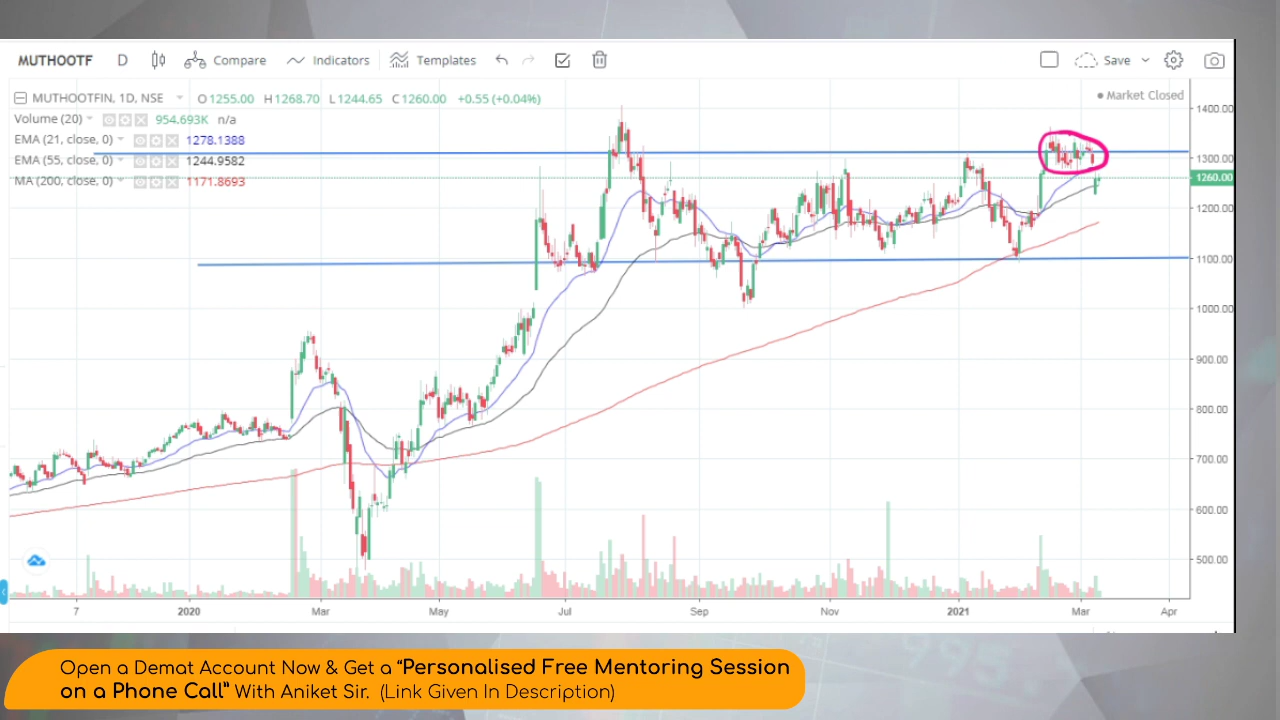 MUTHOOTF D Compare Indicators Templates Save
MUTHOOTFIN, 1D, NSE O1255.00 H1268.70 L1244.65 C1260.00 +0.55 (+0.04%)
Market Closed
Volume (20) 954.693K n/a
EMA (21, close, 0) 1278.1388
EMA (55, close, 0) 1244.9582
MA (200, close, 0) 1171.8693
1400.00
1300.00
1260.00
1200.00
1100.00
1000.00
900.00
800.00
700.00
600.00
500.00
7 2020 Mar May Jul Sep Nov 2021 Mar Apr
Open a Demat Account Now & Get a “Personalised Free Mentoring Session
on a Phone Call” With Aniket Sir. (Link Given In Description)